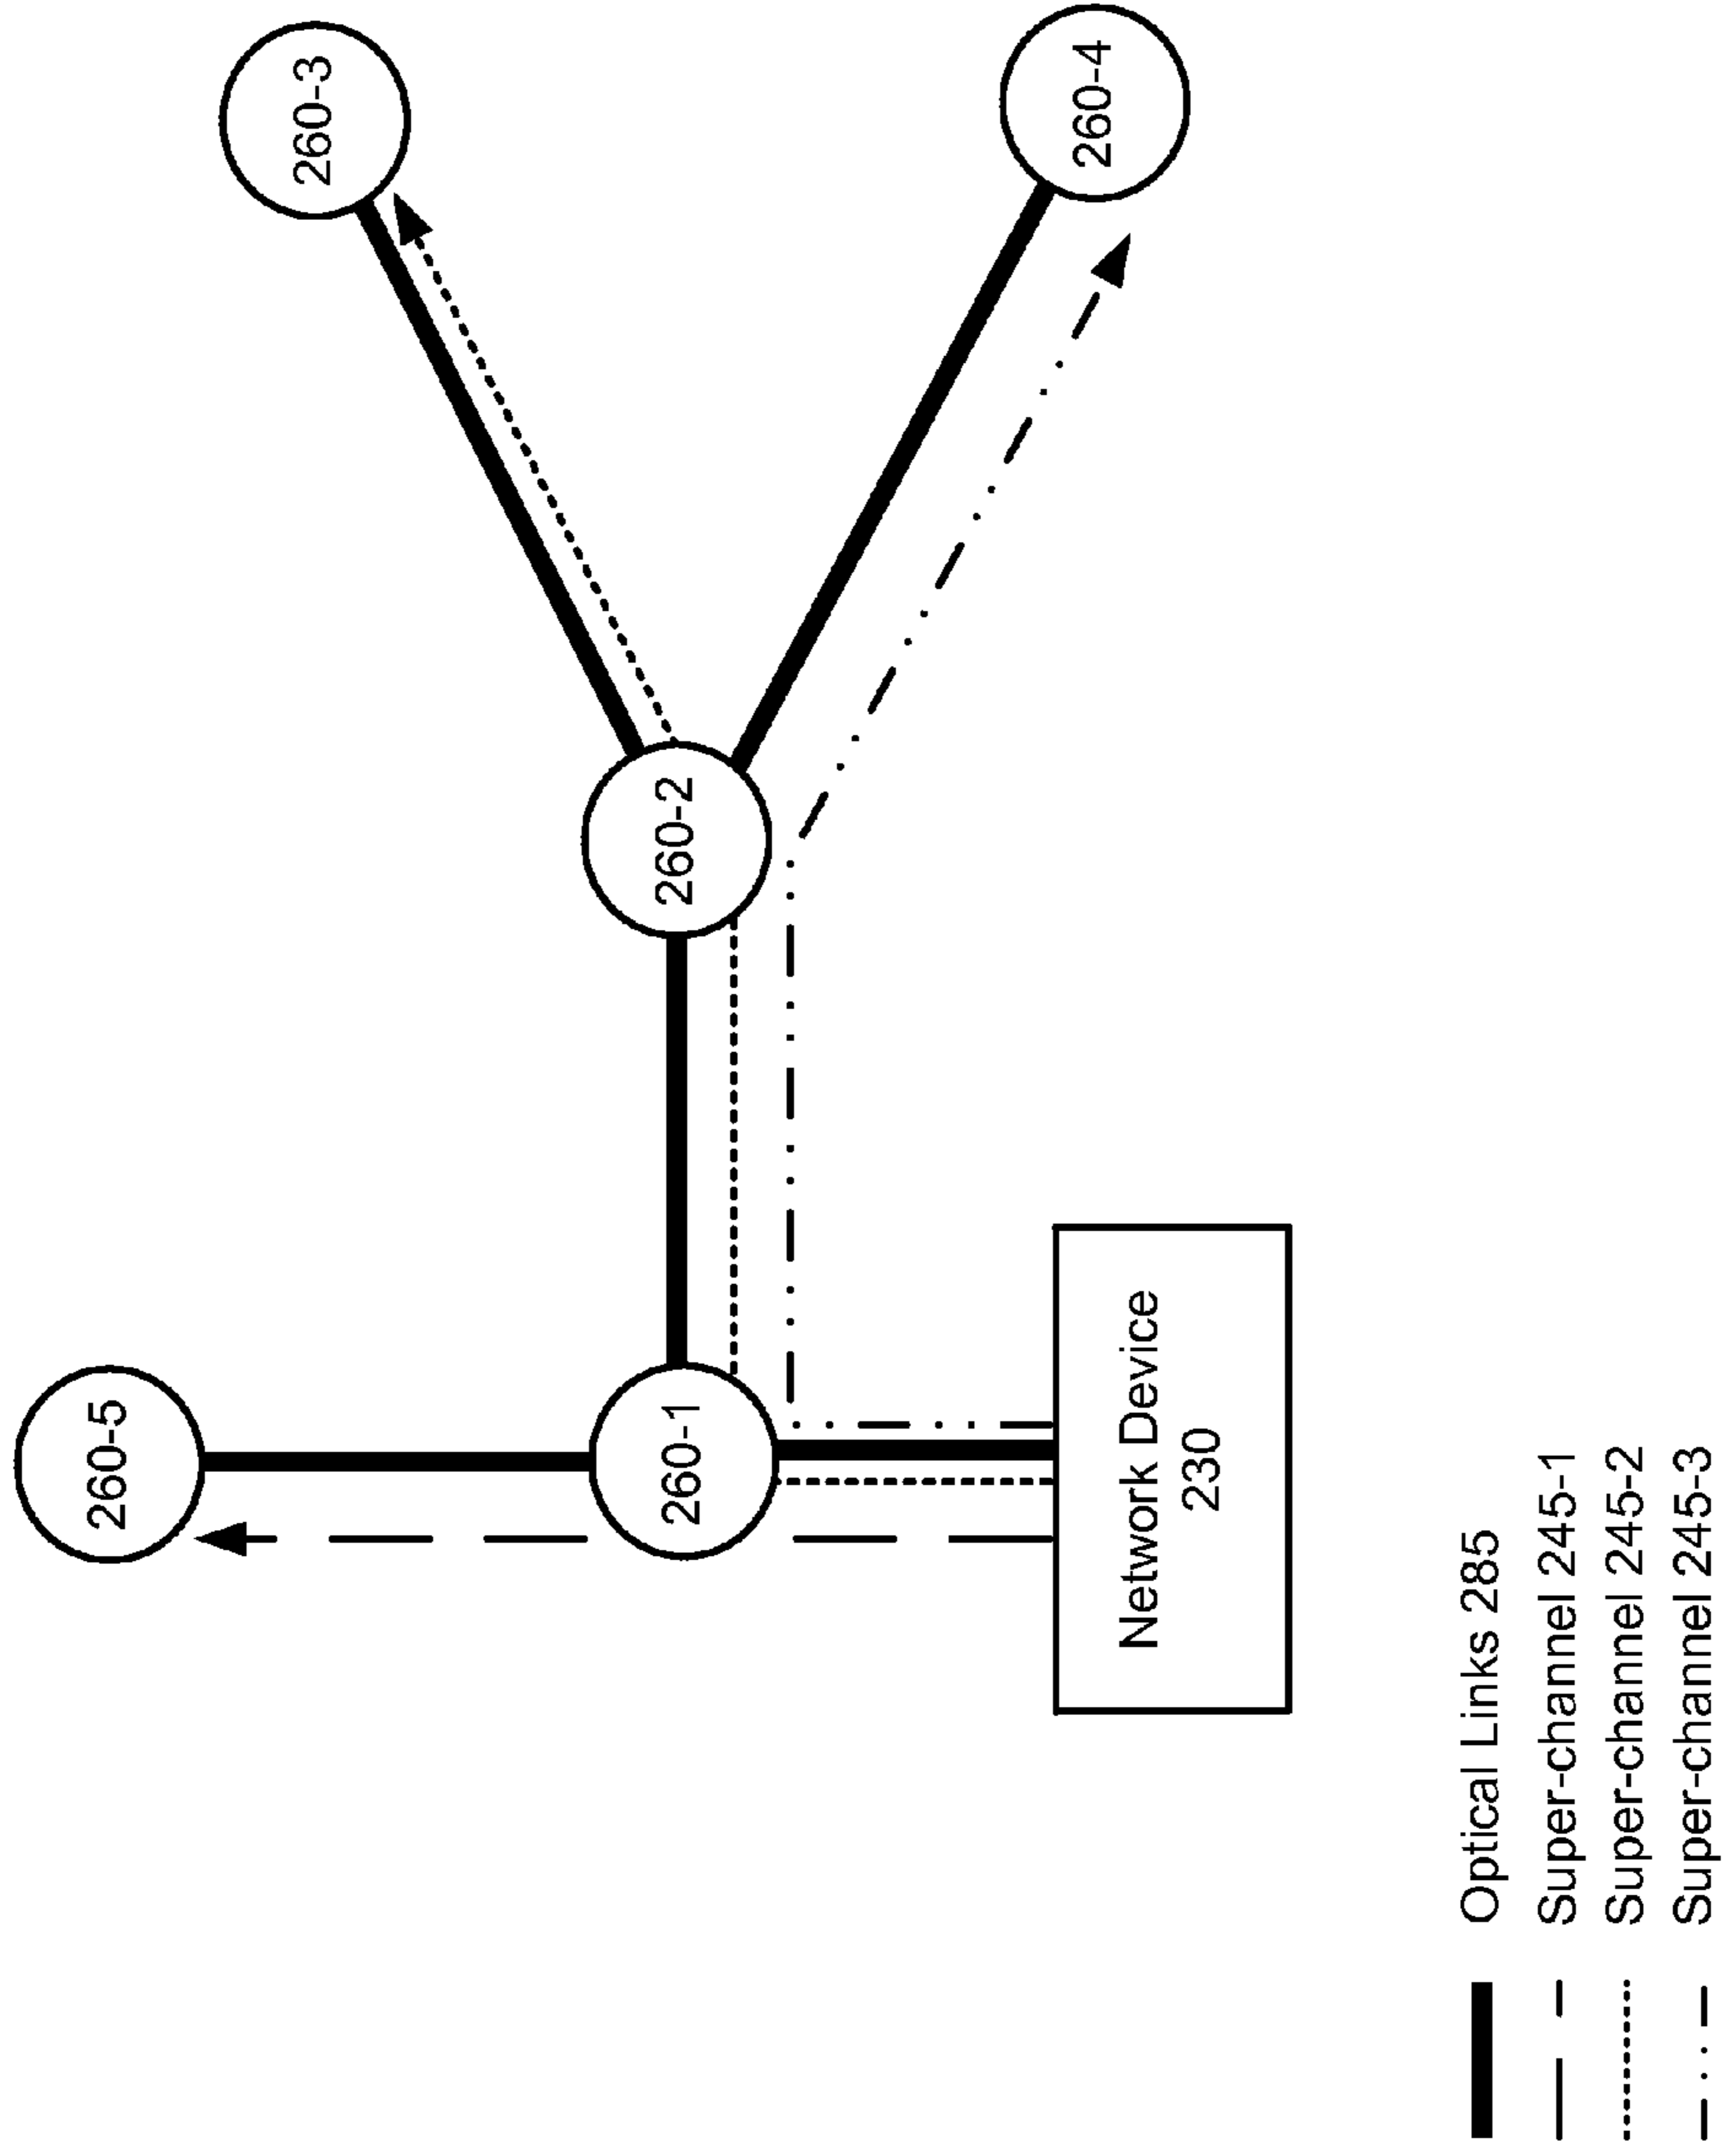 260-5
260-3
260-1
260-2
260-4
Network Device
230
Optical Links 285
Super-channel 245-1
Super-channel 245-2
Super-channel 245-3